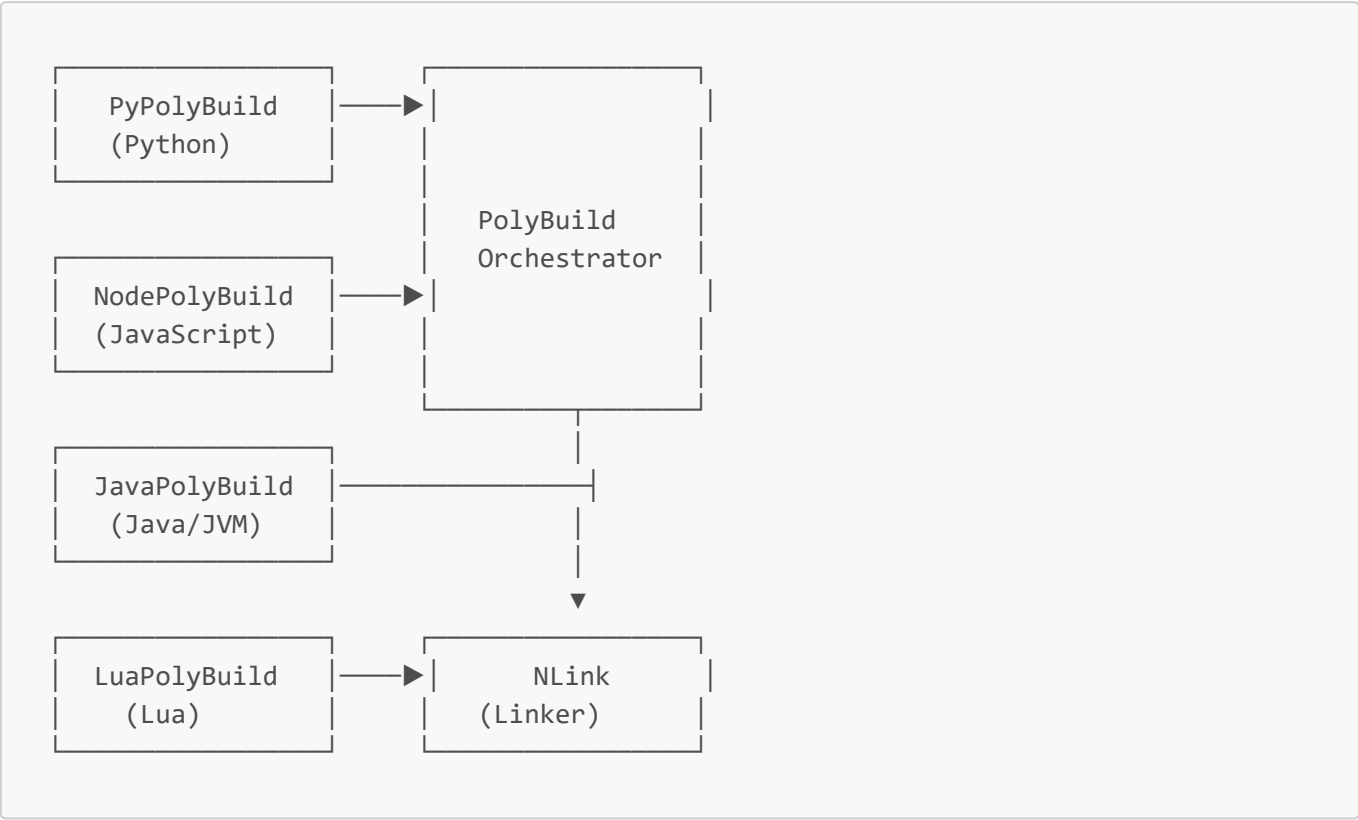 PyPolyBuild
(Python)
PolyBuild
Orchestrator
NodePolyBuild
(JavaScript)
JavaPolyBuild
(Java/JVM)
LuaPolyBuild
(Lua)
NLink
(Linker)